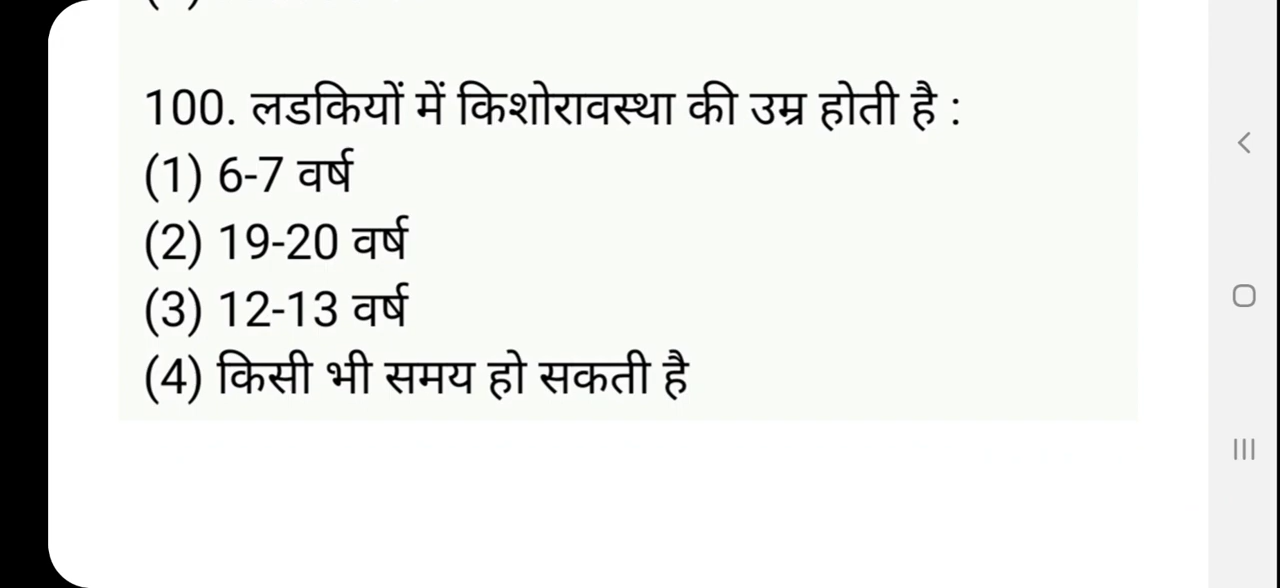 100. लडकियों में किशोरावस्था की उम्र होती है :
(1) 6-7 वर्ष
(2) 19-20 वर्ष
(3) 12-13 वर्ष
(4) किसी भी समय हो सकती है